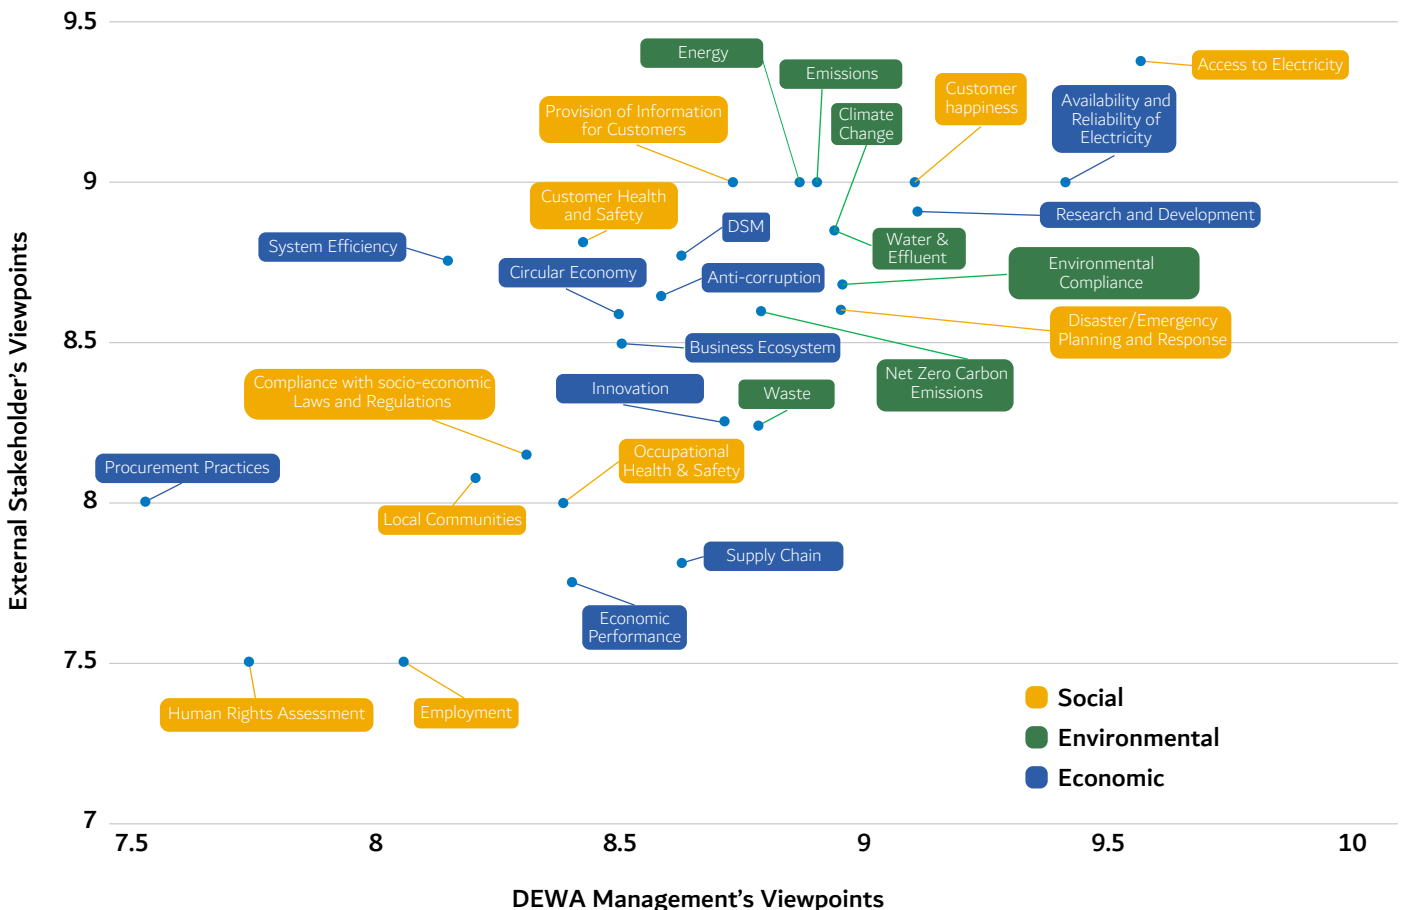 9.5
Energy
Access to Electricity
Emissions
Customer
happiness
Availability and
Reliability of
Electricity
Provision of Information
for Customers
Climate
Change
9
Customer Health
and Safety
DSM
Research and Development
System Efficiency
Water &
Effluent
Circular Economy
Anti-corruption
Environmental
Compliance
Disaster/Emergency
Planning and Response
8.5
Business Ecosystem
Compliance with socio-economic
Laws and Regulations
Innovation
Waste
Net Zero Carbon
Emissions
Procurement Practices
Occupational
Health & Safety
8
Local Communities
Supply Chain
Economic
Performance
7.5
Human Rights Assessment
Employment
Social
Environmental
Economic
7
7.5 8 8.5 9 9.5 10
External Stakeholder's Viewpoints
DEWA Management's Viewpoints